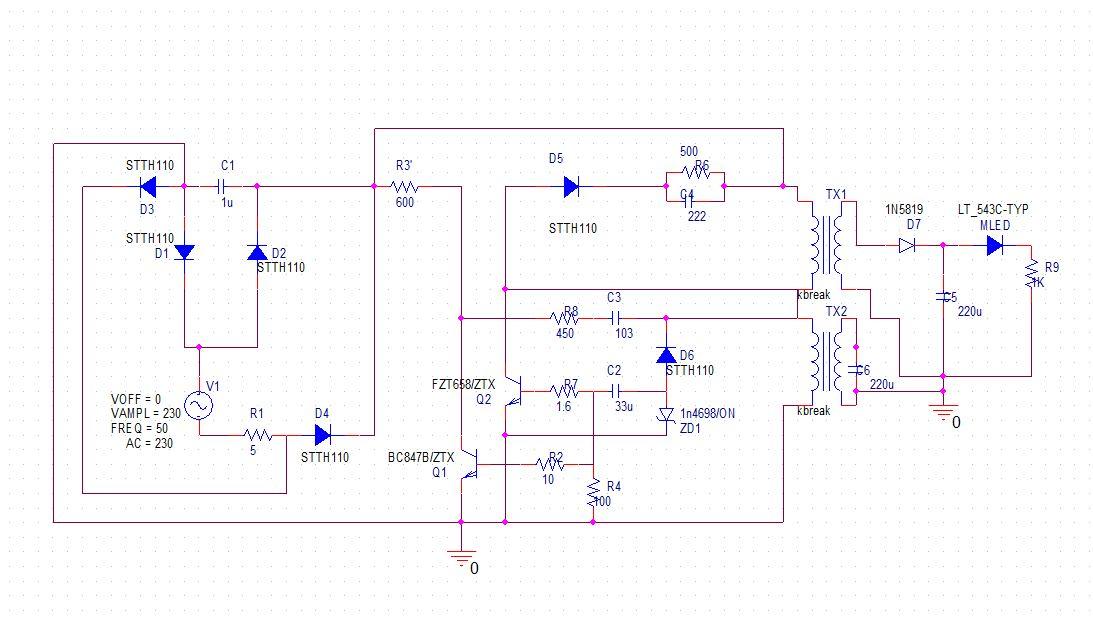 STTH110
D3
C1
1u
STTH110
D1
D2
STTH110
V1
VOFF = 0
VAMPL = 230
FREQ = 50
AC = 230
R1
5
D4
STTH110
R3'
600
D5
STTH110
500
R6
C4
222
TX1
kbreak
1N5819
D7
LT_543C-TYP
MLED
R9
1K
C5
220u
R8
450
C3
103
D6
STTH110
TX2
kbreak
C6
220u
0
FZT658/ZTX
Q2
R7
1.6
C2
33u
1n4698/ON
ZD1
BC847B/ZTX
Q1
R2
10
R4
100
0